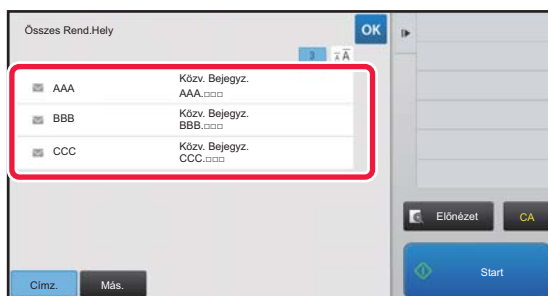 Összes Rend.Hely
OK
3
AAA
Közv. Bejegyz.
AAA.□□□
BBB
Közv. Bejegyz.
BBB.□□□
CCC
Közv. Bejegyz.
CCC.□□□
Előnézet
CA
Start
Címz.
Más.